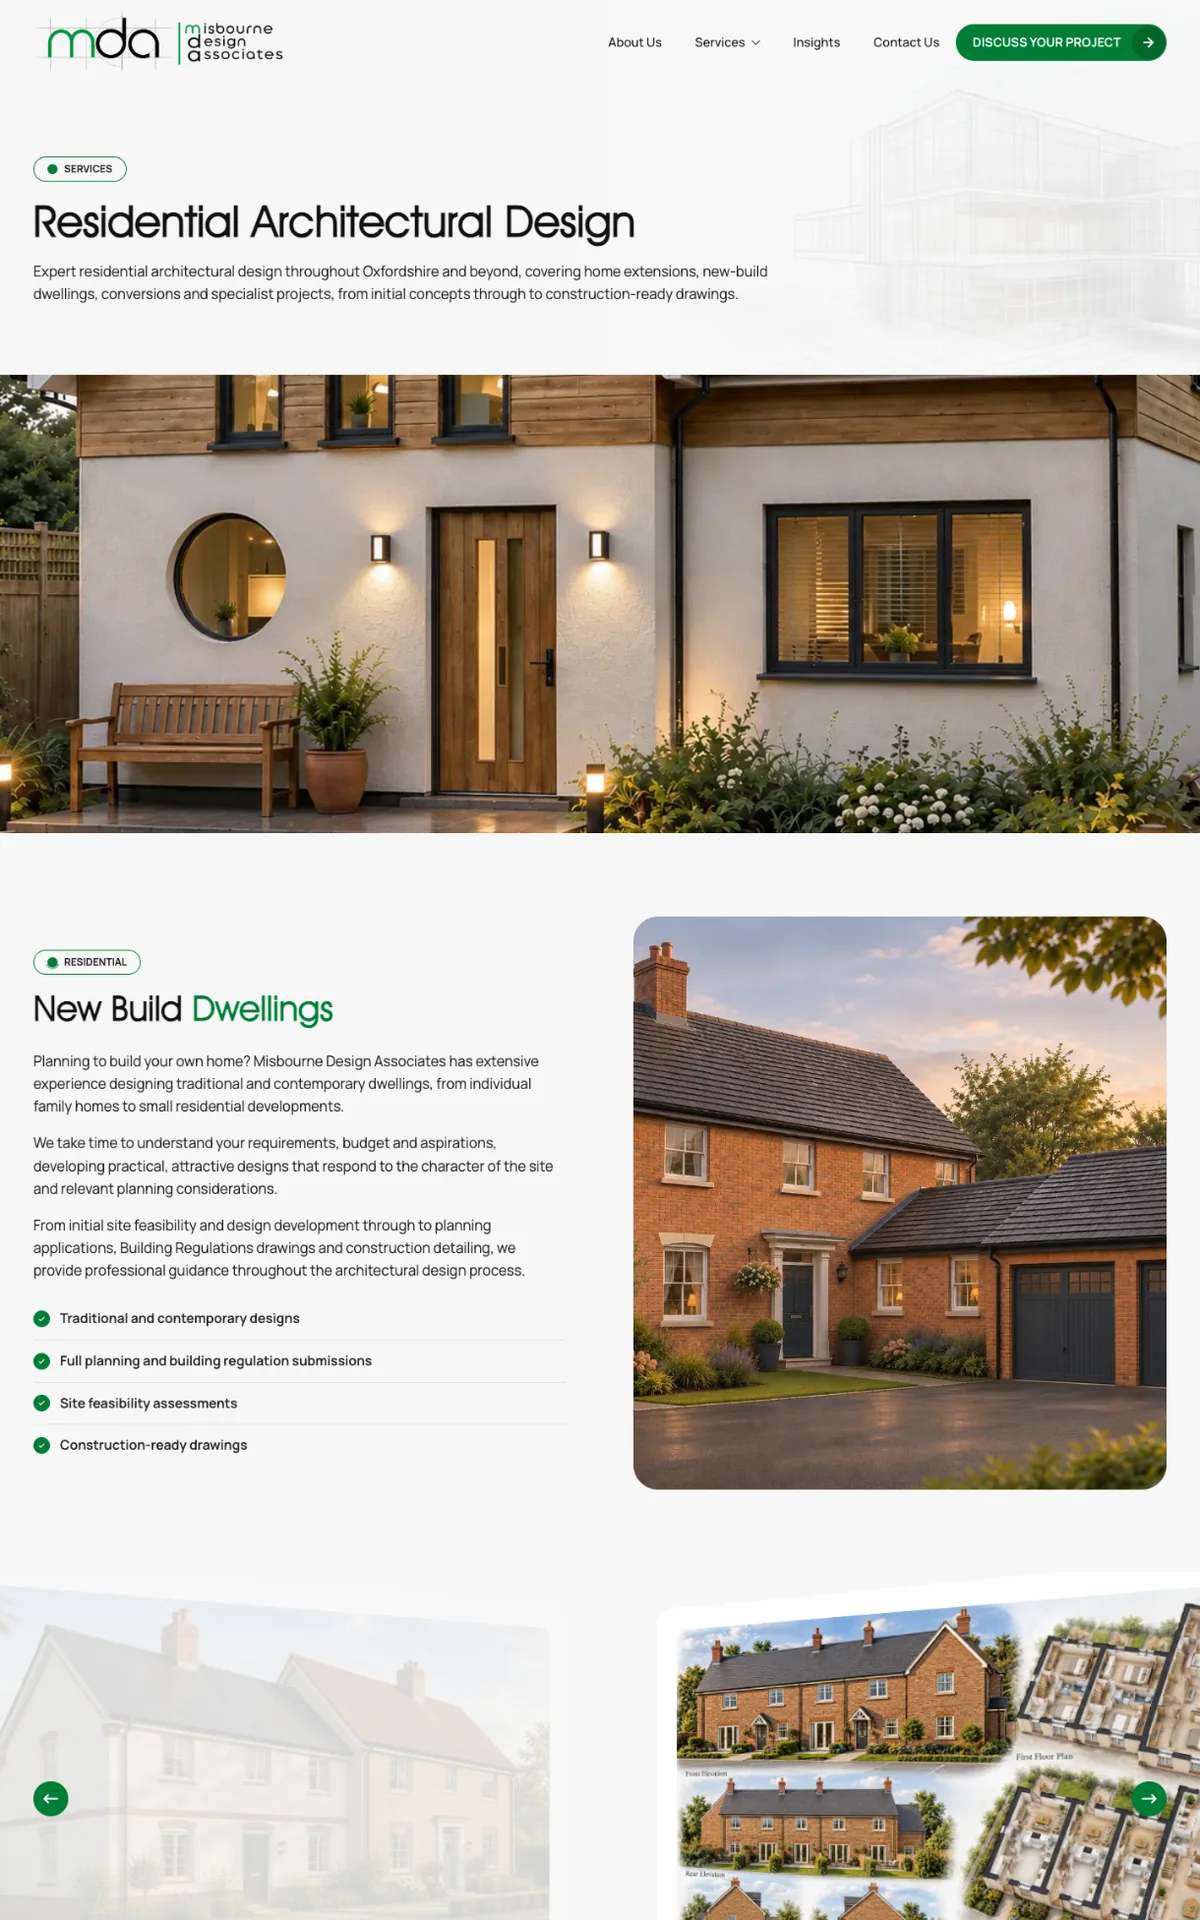 mda
misbourne
design
associates
About Us
Services
Insights
Contact Us
DISCUSS YOUR PROJECT
SERVICES
Residential Architectural Design
Expert residential architectural design throughout Oxfordshire and beyond, covering home extensions, new-build
dwellings, conversions and specialist projects, from initial concepts through to construction-ready drawings.
RESIDENTIAL
New Build Dwellings
Planning to build your own home? Misbourne Design Associates has extensive
experience designing traditional and contemporary dwellings, from individual
family homes to small residential developments.
We take time to understand your requirements, budget and aspirations,
developing practical, attractive designs that respond to the character of the site
and relevant planning considerations.
From initial site feasibility and design development through to planning
applications, Building Regulations drawings and construction detailing, we
provide professional guidance throughout the architectural design process.
Traditional and contemporary designs
Full planning and building regulation submissions
Site feasibility assessments
Construction-ready drawings
First Floor Plan
Front Elevation
Rear Elevation